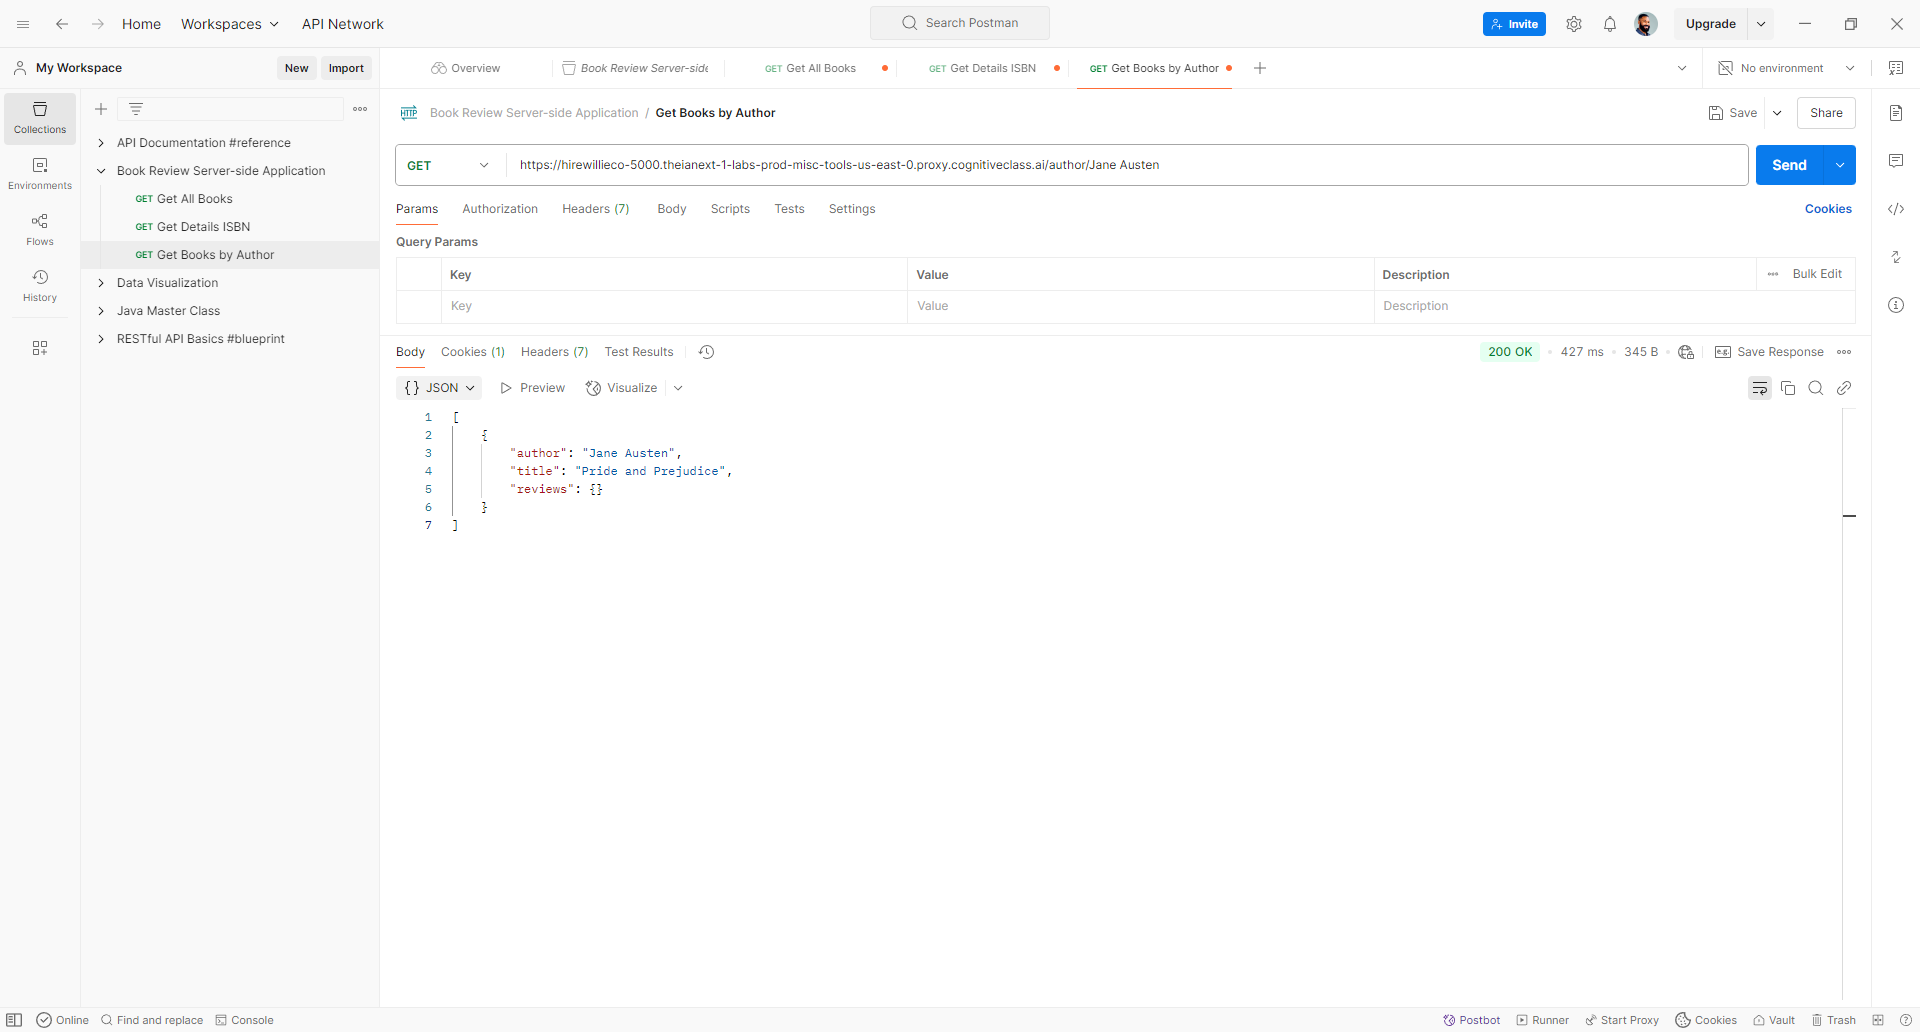 Home Workspaces API Network Search Postman Invite Upgrade
My Workspace New Import Overview Book Review Server-side GET Get All Books GET Get Details ISBN GET Get Books by Author No environment
Collections
Environments
Flows
History
API Documentation #reference
Book Review Server-side Application
GET Get All Books
GET Get Details ISBN
GET Get Books by Author
Data Visualization
Java Master Class
RESTful API Basics #blueprint
HTTP Book Review Server-side Application / Get Books by Author Save Share
GET https://hirewillieco-5000.theianext-1-labs-prod-misc-tools-us-east-0.proxy.cognitiveclass.ai/author/Jane Austen Send
Params Authorization Headers (7) Body Scripts Tests Settings Cookies
Query Params
Key Value Description Bulk Edit
Key Value Description
Body Cookies (1) Headers (7) Test Results 200 OK 427 ms 345 B e.g. Save Response
{} JSON Preview Visualize
1 [
2 {
3 "author": "Jane Austen",
4 "title": "Pride and Prejudice",
5 "reviews": {}
6 }
7 ]
Online Find and replace Console Postbot Runner Start Proxy Cookies Vault Trash